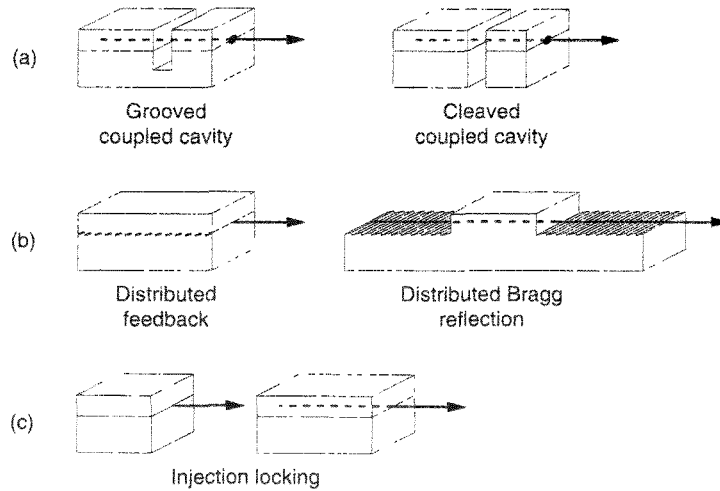 (a)
Grooved
coupled cavity
Cleaved
coupled cavity
(b)
Distributed
feedback
Distributed Bragg
reflection
(c)
Injection locking